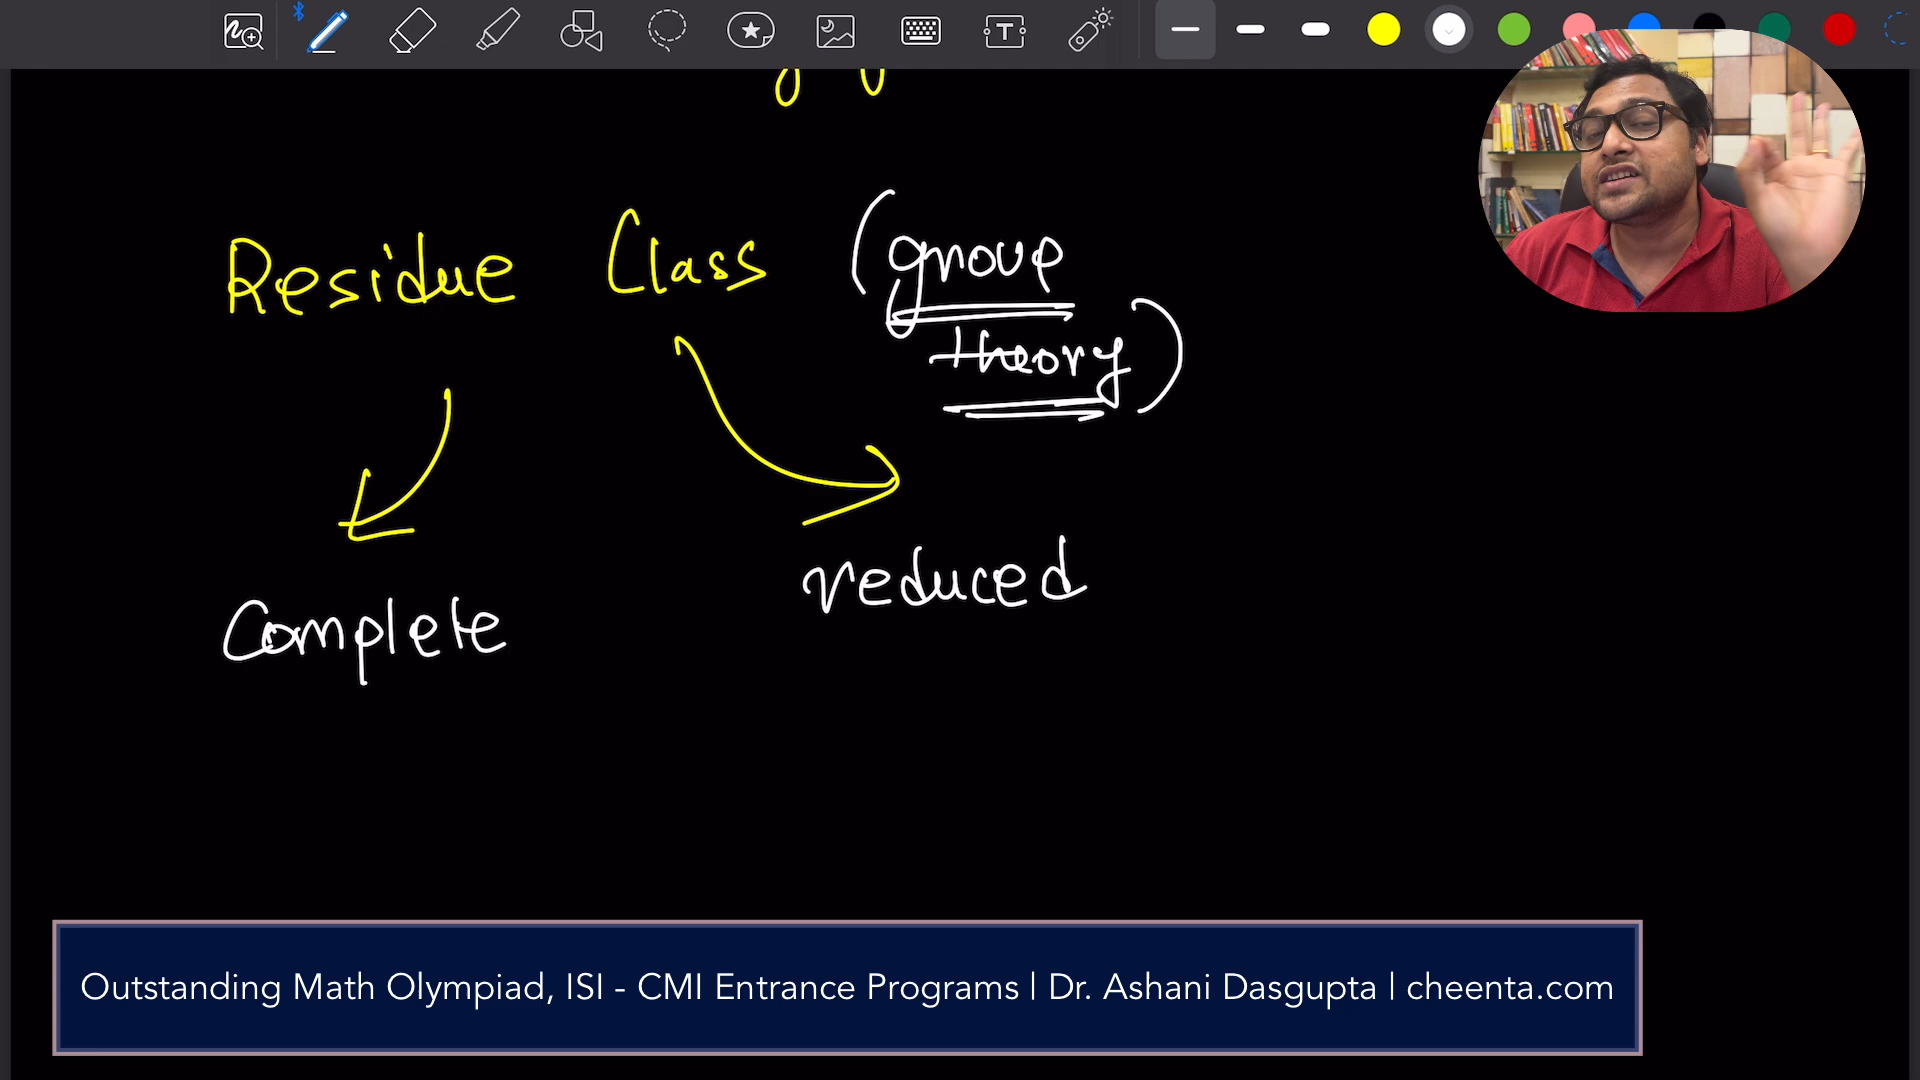 Residue Class (group
theory)
Complete
reduced
Outstanding Math Olympiad, ISI - CMI Entrance Programs | Dr. Ashani Dasgupta | cheenta.com